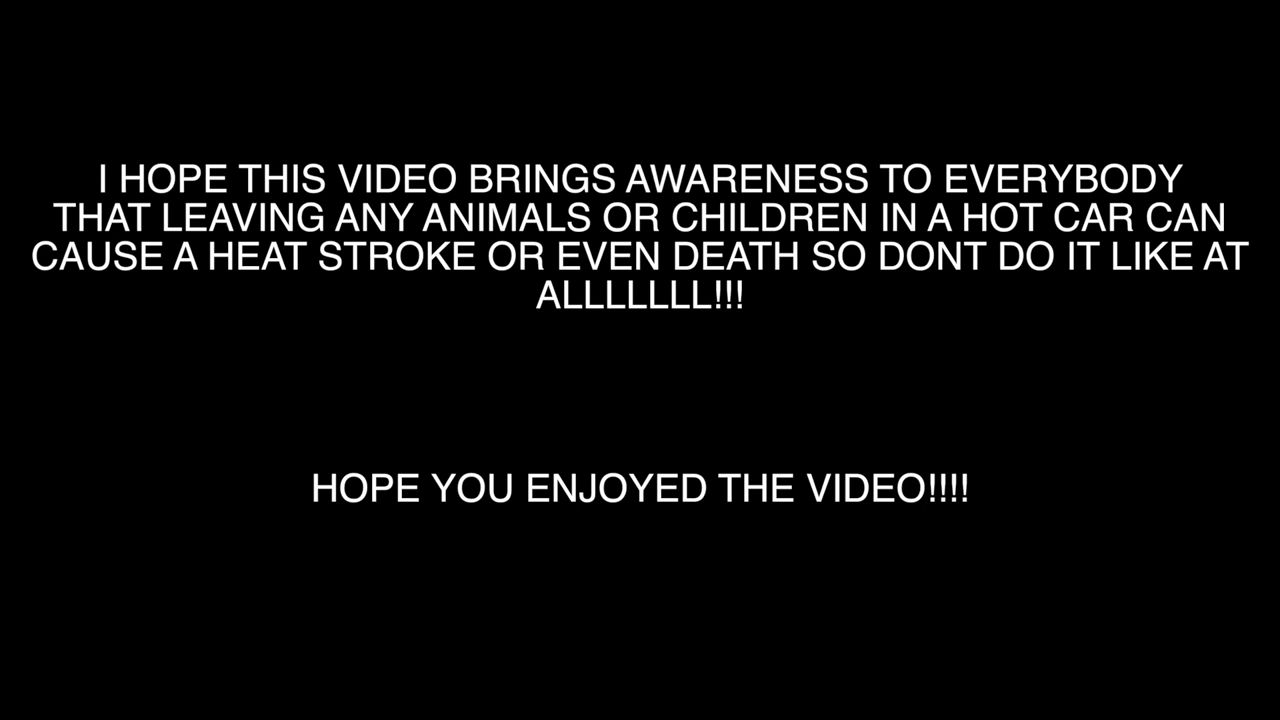 I HOPE THIS VIDEO BRINGS AWARENESS TO EVERYBODY
THAT LEAVING ANY ANIMALS OR CHILDREN IN A HOT CAR CAN
CAUSE A HEAT STROKE OR EVEN DEATH SO DONT DO IT LIKE AT
ALLLLLLL!!!
HOPE YOU ENJOYED THE VIDEO!!!!